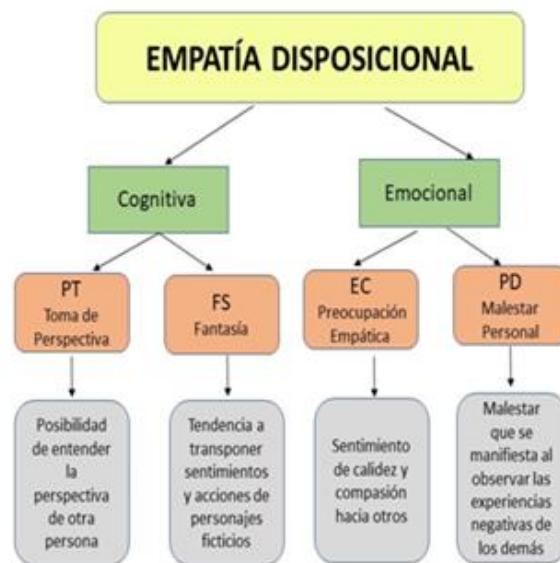 EMPATÍA DISPOSICIONAL
Cognitiva
Emocional
PT
Toma de
Perspectiva
FS
Fantasía
EC
Preocupación
Empática
PD
Malestar
Personal
Posibilidad
de entender
la
perspectiva
de otra
persona
Tendencia a
transponer
sentimientos
y acciones de
personajes
ficticios
Sentimiento
de calidez y
compasión
hacia otros
Malestar
que se
manifiesta al
observar las
experiencias
negativas de
los demás